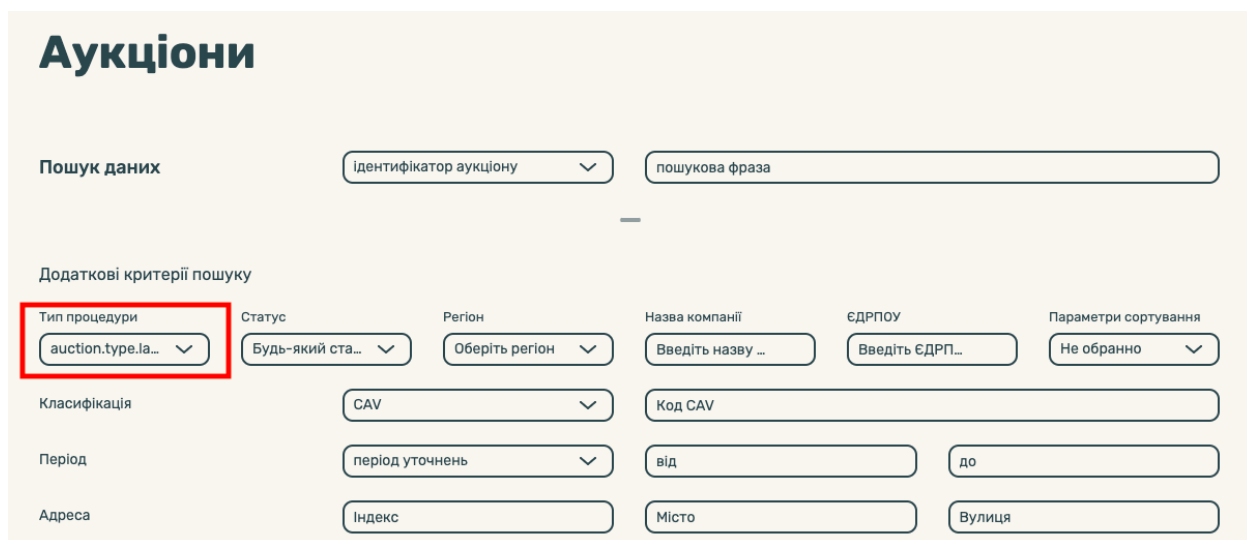 Аукціони
Пошук даних ідентифікатор аукціону пошукова фраза
Додаткові критерії пошуку
Тип процедури Статус Регіон Назва компанії ЄДРПОУ Параметри сортування
auction.type.la... Будь-який ста... Оберіть регіон Введіть назву ... Введіть ЄДРП... Не обранно
Класифікація CAV Код CAV
Період період уточнень від до
Адреса Індекс Місто Вулиця